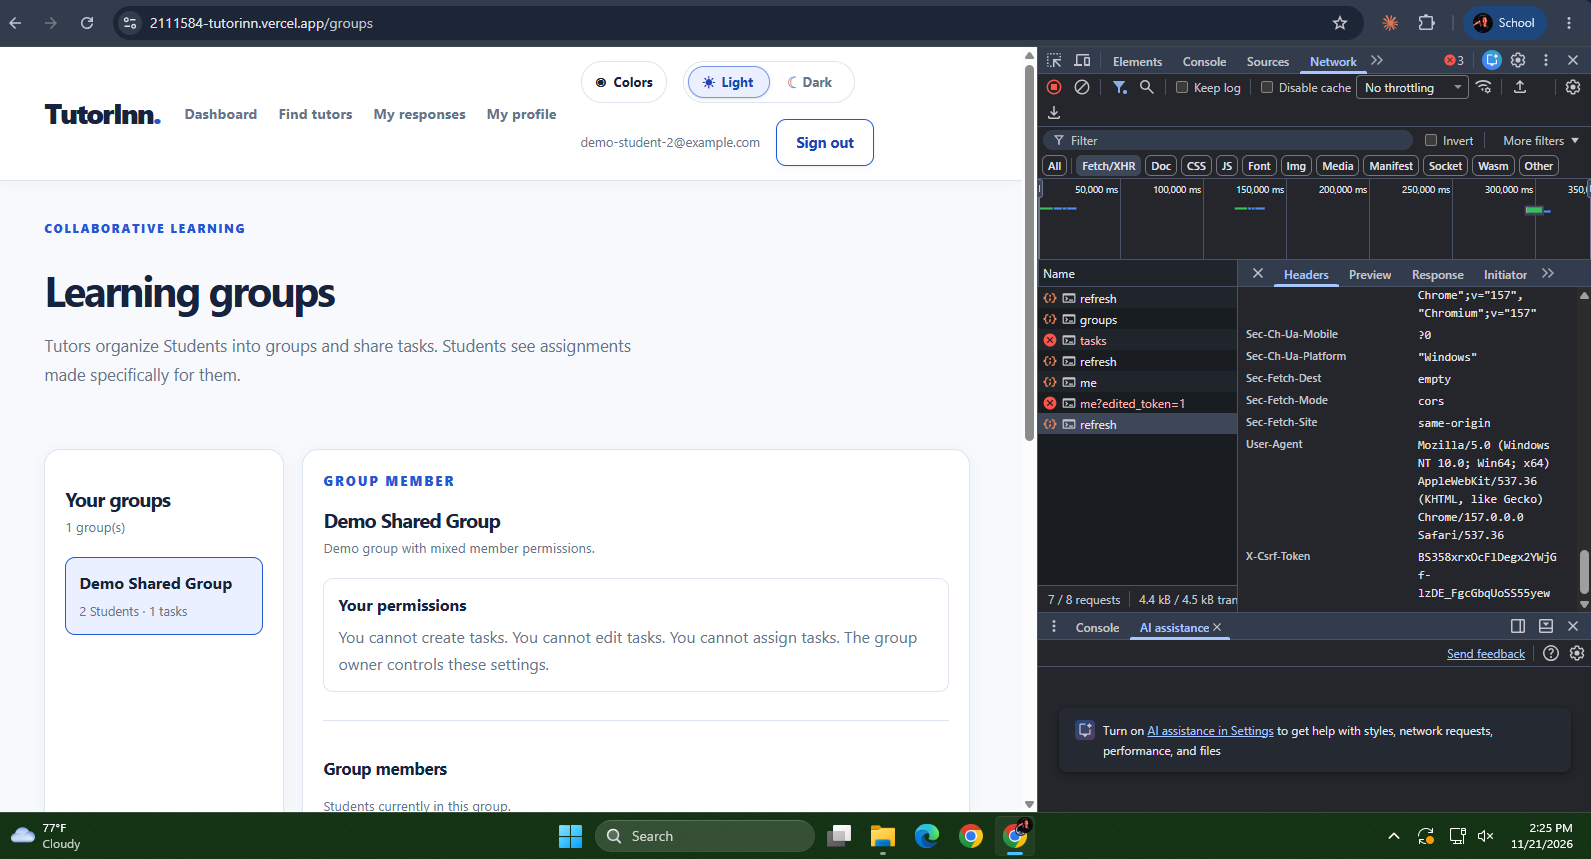 2111584-tutorinn.vercel.app/groups
School
TutorInn.
Dashboard
Find tutors
My responses
My profile
Colors
Light
Dark
demo-student-2@example.com
Sign out
COLLABORATIVE LEARNING
Learning groups
Tutors organize Students into groups and share tasks. Students see assignments
made specifically for them.
Your groups
1 group(s)
Demo Shared Group
2 Students · 1 tasks
GROUP MEMBER
Demo Shared Group
Demo group with mixed member permissions.
Your permissions
You cannot create tasks. You cannot edit tasks. You cannot assign tasks. The group
owner controls these settings.
Group members
Students currently in this group.
Elements
Console
Sources
Network
3
Keep log
Disable cache
No throttling
Filter
Invert
More filters
All
Fetch/XHR
Doc
CSS
JS
Font
Img
Media
Manifest
Socket
Wasm
Other
50,000 ms
100,000 ms
150,000 ms
200,000 ms
250,000 ms
300,000 ms
350,
Name
refresh
groups
tasks
refresh
me
me?edited_token=1
refresh
7 / 8 requests
4.4 kB / 4.5 kB tran
Headers
Preview
Response
Initiator
Chrome";v="157",
"Chromium";v="157"
Sec-Ch-Ua-Mobile
?0
Sec-Ch-Ua-Platform
"Windows"
Sec-Fetch-Dest
empty
Sec-Fetch-Mode
cors
Sec-Fetch-Site
same-origin
User-Agent
Mozilla/5.0 (Windows
NT 10.0; Win64; x64)
AppleWebKit/537.36
(KHTML, like Gecko)
Chrome/157.0.0.0
Safari/537.36
X-Csrf-Token
BS358xrxOcFlDegx2YWjG
f-
lzDE_FgcGbqUoSS55yew
Console
AI assistance
Send feedback
Turn on AI assistance in Settings to get help with styles, network requests,
performance, and files
77°F
Cloudy
Search
2:25 PM
11/21/2026